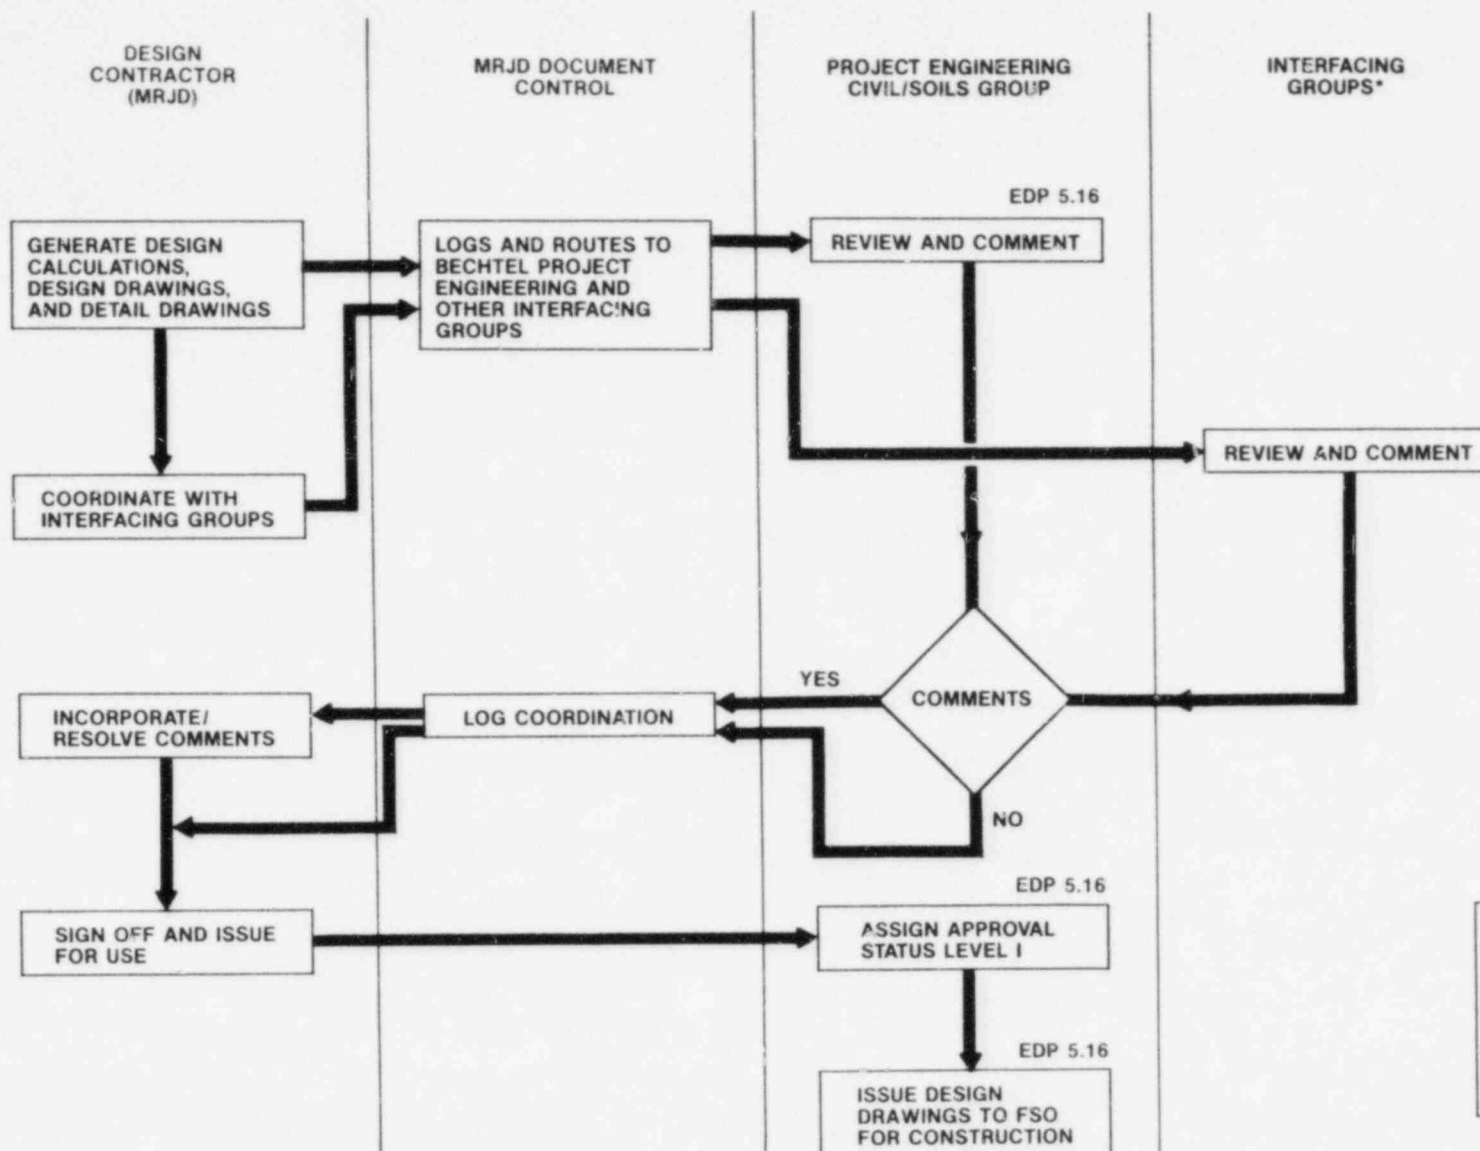 DESIGN
CONTRACTOR
(MRJD)
MRJD DOCUMENT
CONTROL
PROJECT ENGINEERING
CIVIL/SOILS GROUP
INTERFACING
GROUPS*
GENERATE DESIGN
CALCULATIONS,
DESIGN DRAWINGS,
AND DETAIL DRAWINGS
LOGS AND ROUTES TO
BECHTEL PROJECT
ENGINEERING AND
OTHER INTERFACING
GROUPS
EDP 5.16
REVIEW AND COMMENT
REVIEW AND COMMENT
COORDINATE WITH
INTERFACING GROUPS
COMMENTS
YES
NO
LOG COORDINATION
INCORPORATE/
RESOLVE COMMENTS
SIGN OFF AND ISSUE
FOR USE
EDP 5.16
ASSIGN APPROVAL
STATUS LEVEL I
EDP 5.16
ISSUE DESIGN
DRAWINGS TO FSO
FOR CONSTRUCTION